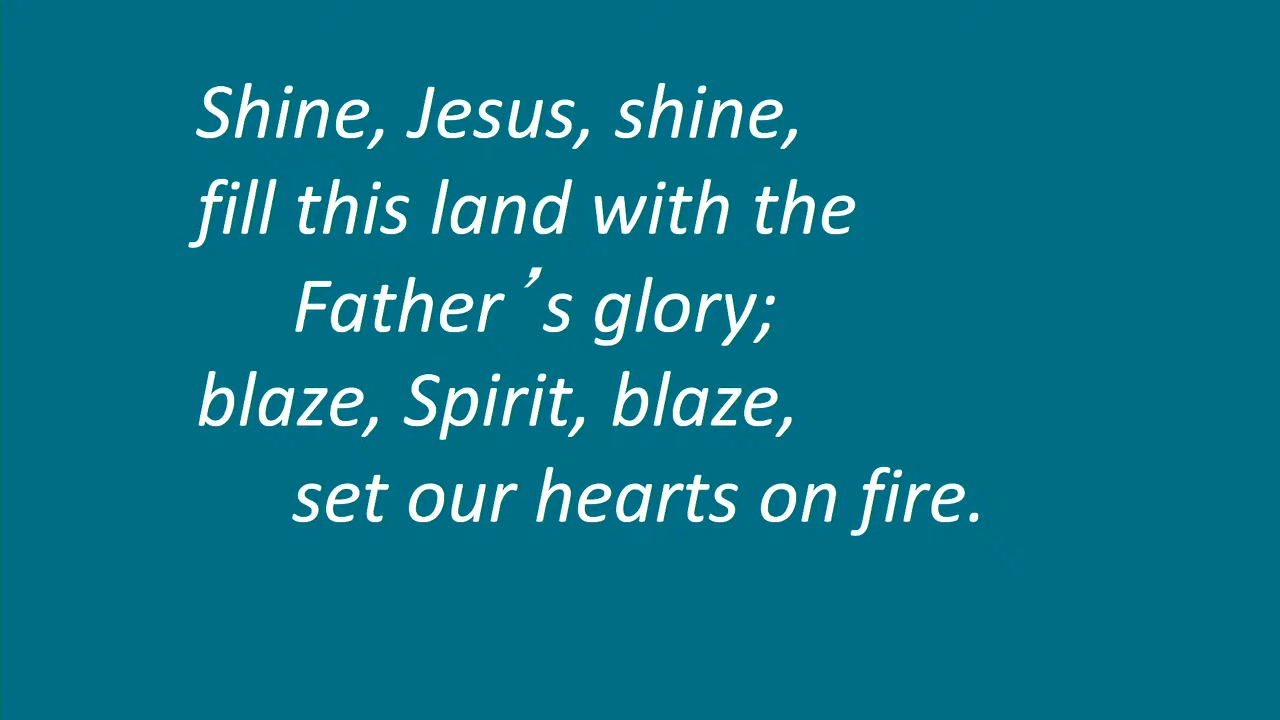 Shine, Jesus, shine,
fill this land with the
Father’s glory;
blaze, Spirit, blaze,
set our hearts on fire.